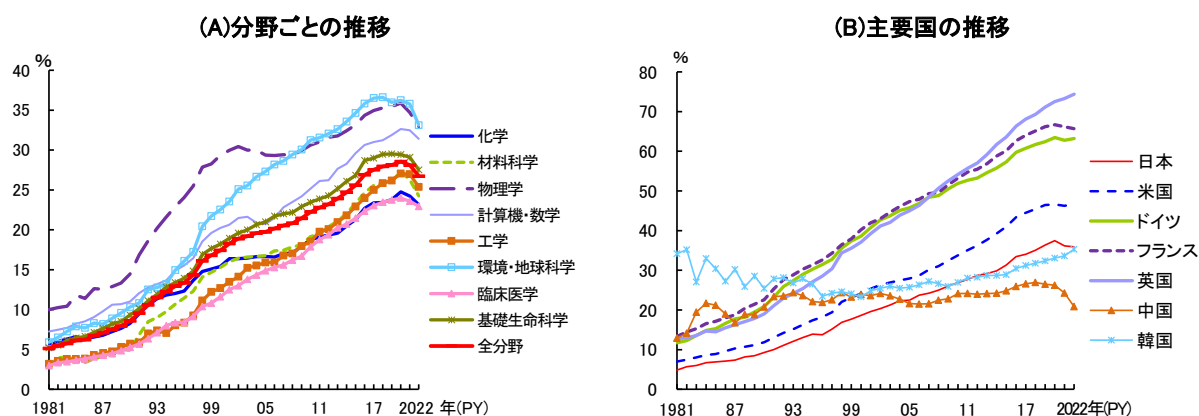 (A)分野ごとの推移
%
40
35
30
25
20
15
10
5
0
1981 87 93 99 05 11 17 2022 年(PY)
化学
材料科学
物理学
計算機・数学
工学
環境・地球科学
臨床医学
基礎生命科学
全分野
(B)主要国の推移
%
80
70
60
50
40
30
20
10
0
1981 87 93 99 05 11 17 2022年(PY)
日本
米国
ドイツ
フランス
英国
中国
韓国